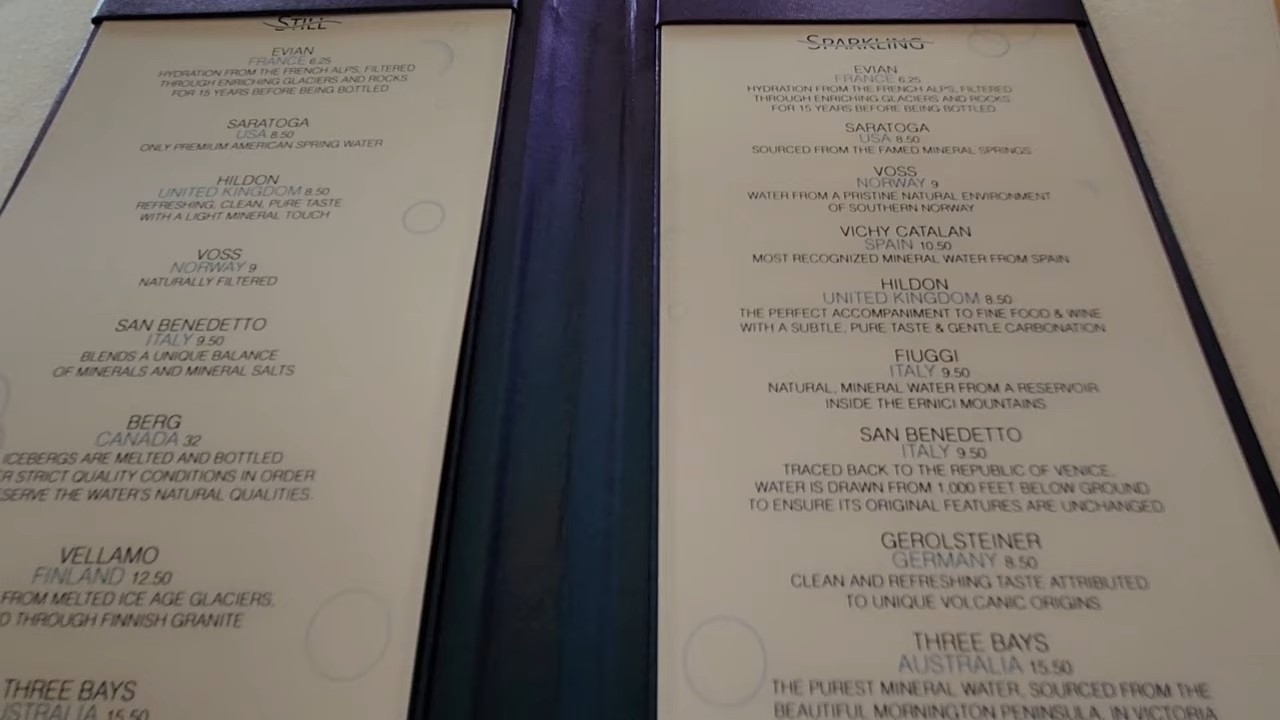 STILL
EVIAN
FRANCE 6.25
HYDRATION FROM THE FRENCH ALPS, FILTERED
THROUGH ENRICHING GLACIERS AND ROCKS
FOR 15 YEARS BEFORE BEING BOTTLED
SARATOGA
USA 8.50
ONLY PREMIUM AMERICAN SPRING WATER
HILDON
UNITED KINGDOM 8.50
REFRESHING, CLEAN, PURE TASTE
WITH A LIGHT MINERAL TOUCH
VOSS
NORWAY 9
NATURALLY FILTERED
SAN BENEDETTO
ITALY 9.50
BLENDS A UNIQUE BALANCE
OF MINERALS AND MINERAL SALTS
BERG
CANADA 32
ICEBERGS ARE MELTED AND BOTTLED
STRICT QUALITY CONDITIONS IN ORDER
THE WATER'S NATURAL QUALITIES.
VELLAMO
FINLAND 12.50
FROM MELTED ICE AGE GLACIERS,
THROUGH FINNISH GRANITE
THREE BAYS
15.50
SPARKLING
EVIAN
FRANCE 6.25
HYDRATION FROM THE FRENCH ALPS, FILTERED
THROUGH ENRICHING GLACIERS AND ROCKS
FOR 15 YEARS BEFORE BEING BOTTLED
SARATOGA
USA 8.50
SOURCED FROM THE FAMED MINERAL SPRINGS
VOSS
NORWAY 9
WATER FROM A PRISTINE NATURAL ENVIRONMENT
OF SOUTHERN NORWAY
VICHY CATALAN
SPAIN 10.50
MOST RECOGNIZED MINERAL WATER FROM SPAIN
HILDON
UNITED KINGDOM 8.50
THE PERFECT ACCOMPANIMENT TO FINE FOOD & WINE
WITH A SUBTLE, PURE TASTE & GENTLE CARBONATION
FIUGGI
ITALY 9.50
NATURAL, MINERAL WATER FROM A RESERVOIR
INSIDE THE ERNICI MOUNTAINS
SAN BENEDETTO
ITALY 9.50
TRACED BACK TO THE REPUBLIC OF VENICE.
WATER IS DRAWN FROM 1,000 FEET BELOW GROUND
TO ENSURE ITS ORIGINAL FEATURES ARE UNCHANGED
GEROLSTEINER
GERMANY 8.50
CLEAN AND REFRESHING TASTE ATTRIBUTED
TO UNIQUE VOLCANIC ORIGINS
THREE BAYS
AUSTRALIA 15.50
THE PUREST MINERAL WATER, SOURCED FROM THE
BEAUTIFUL MORNINGTON PENINSULA, IN VICTORIA